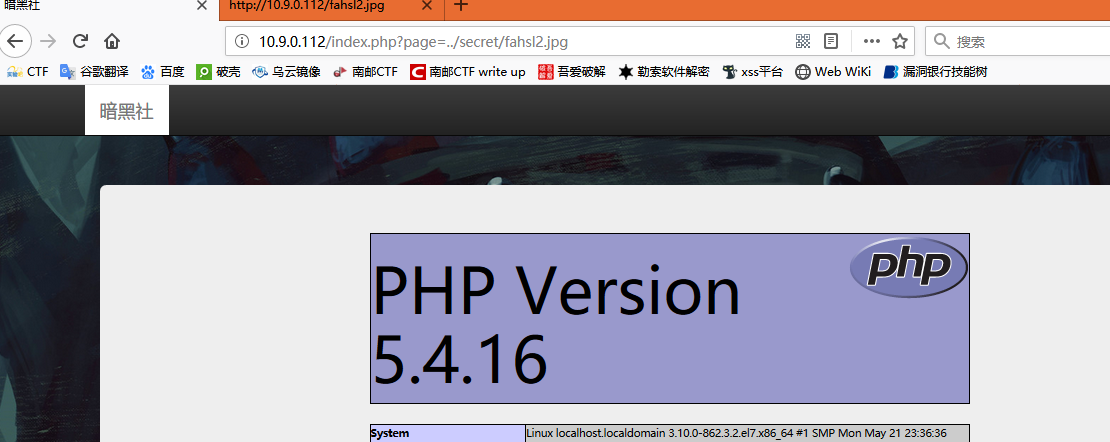 暗黑社
http://10.9.0.112/fahsl2.jpg
10.9.0.112/index.php?page=../secret/fahsl2.jpg
搜索
CTF 谷歌翻译 百度 破壳 乌云镜像 南邮CTF 南邮CTF write up 吾爱破解 勒索软件解密 xss平台 Web WiKi 漏洞银行技能树
暗黑社
php
PHP Version
5.4.16
System Linux localhost.localdomain 3.10.0-862.3.2.el7.x86_64 #1 SMP Mon May 21 23:36:36